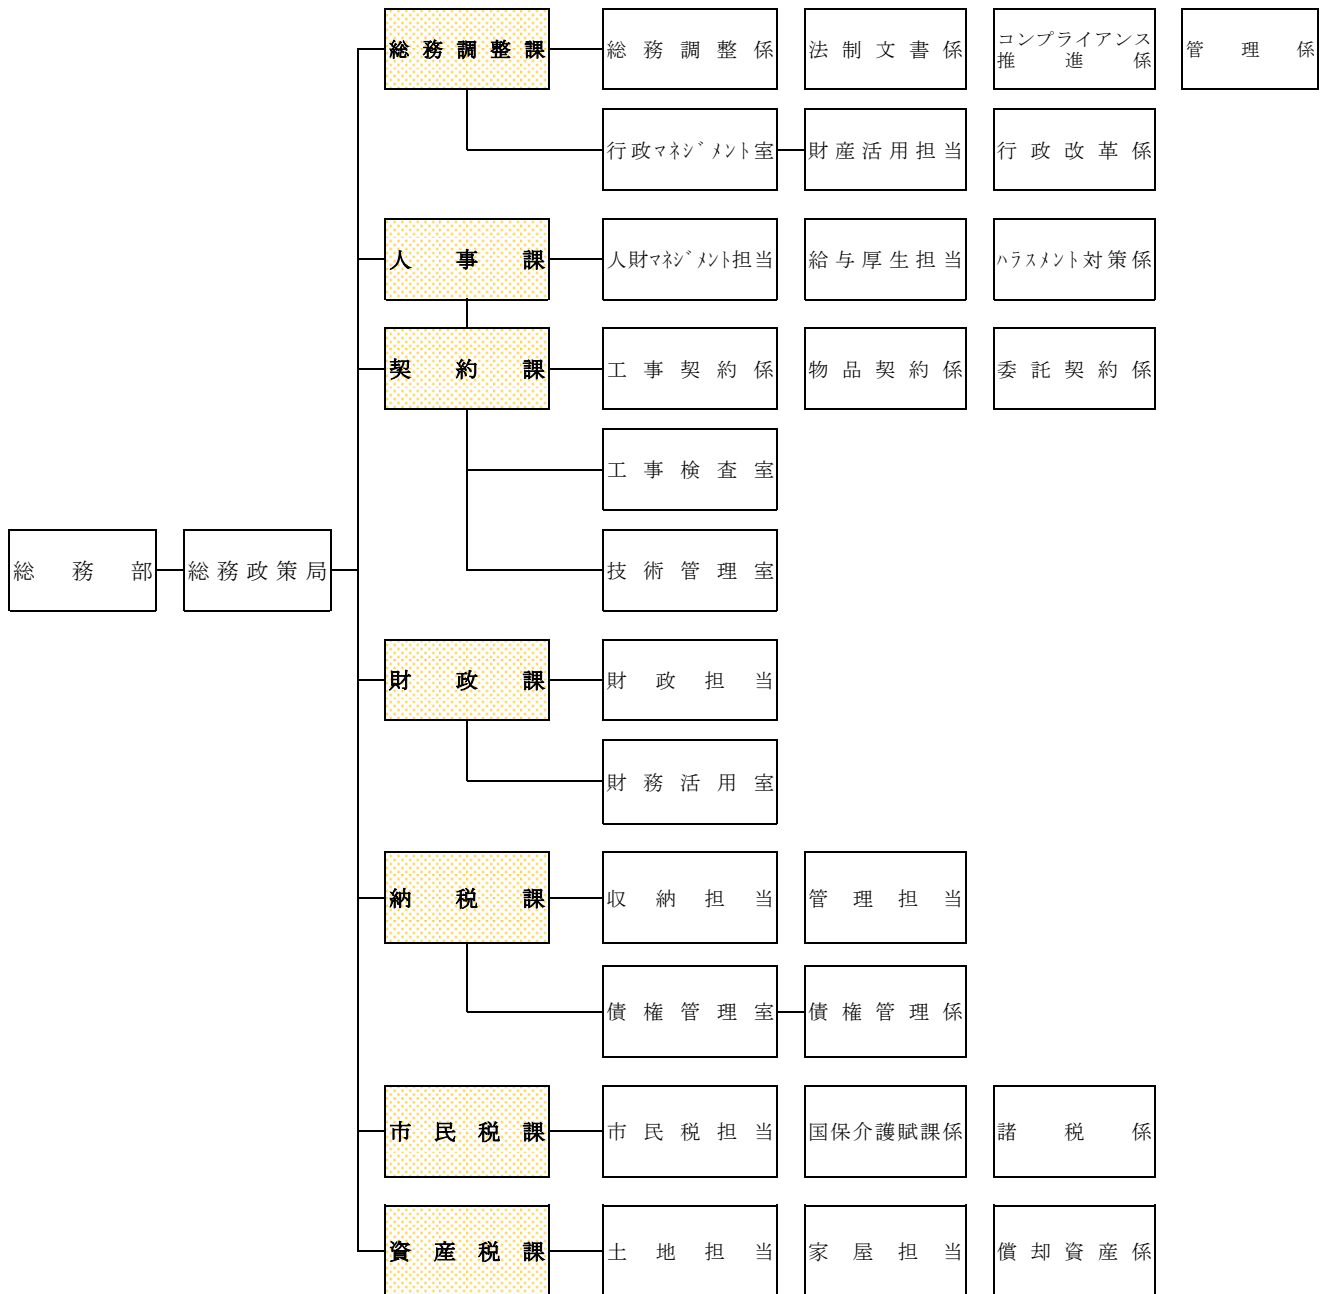 総務調整課
総務調整係
法制文書係
コンプライアンス
推進係
管理係
行政マネジメント室
財産活用担当
行政改革係
人事課
人財マネジメント担当
給与厚生担当
ハラスメント対策係
契約課
工事契約係
物品契約係
委託契約係
工事検査室
総務部
総務政策局
技術管理室
財政課
財政担当
財務活用室
納税課
収納担当
管理担当
債権管理室
債権管理係
市民税課
市民税担当
国保介護賦課係
諸税係
資産税課
土地担当
家屋担当
償却資産係